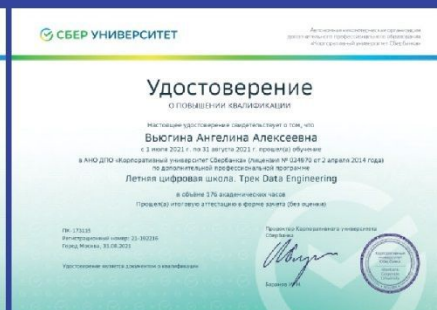 СБЕР УНИВЕРСИТЕТ
Автономная некоммерческая организация
дополнительного профессионального образования
«Корпоративный университет Сбербанка»
Удостоверение
О ПОВЫШЕНИИ КВАЛИФИКАЦИИ
Настоящее удостоверение свидетельствует о том, что
Вьюгина Ангелина Алексеевна
с 1 июля 2021 г. по 31 августа 2021 г. прошел(а) обучение
в АНО ДПО «Корпоративный университет Сбербанка» (лицензия № 034970 от 2 апреля 2014 года)
по дополнительной профессиональной программе
Летняя цифровая школа. Трек Data Engineering
в объёме 176 академических часов
Прошел(а) итоговую аттестацию в форме зачета (без оценки)
ПК-
Регистрационный номер:
Город Москва, 31.08.2021
Удостоверение является документом о квалификации
Корпоративного университета
Сбербанка